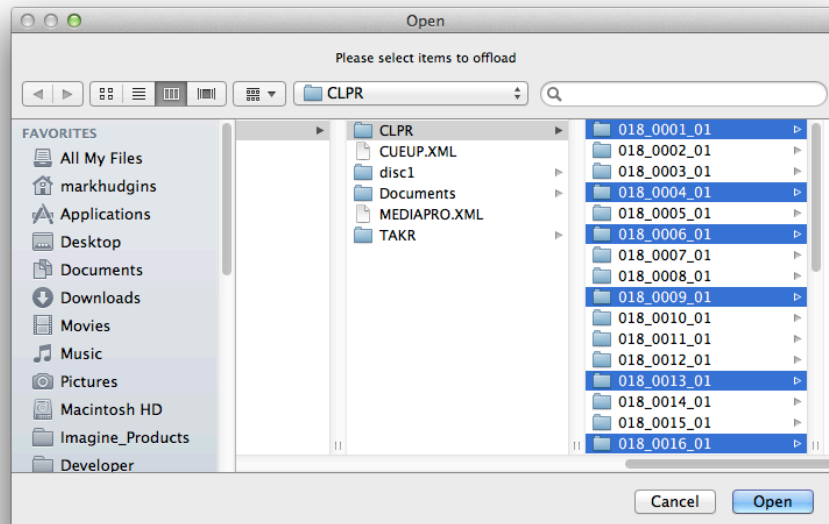 Open
Please select items to offload
CLPR
FAVORITES
All My Files
markhudgins
Applications
Desktop
Documents
Downloads
Movies
Music
Pictures
Macintosh HD
Imagine_Products
Developer
CLPR
CUEUP.XML
disc1
Documents
MEDIAPRO.XML
TAKR
018_0001_01
018_0002_01
018_0003_01
018_0004_01
018_0005_01
018_0006_01
018_0007_01
018_0008_01
018_0009_01
018_0010_01
018_0011_01
018_0012_01
018_0013_01
018_0014_01
018_0015_01
018_0016_01
Cancel
Open